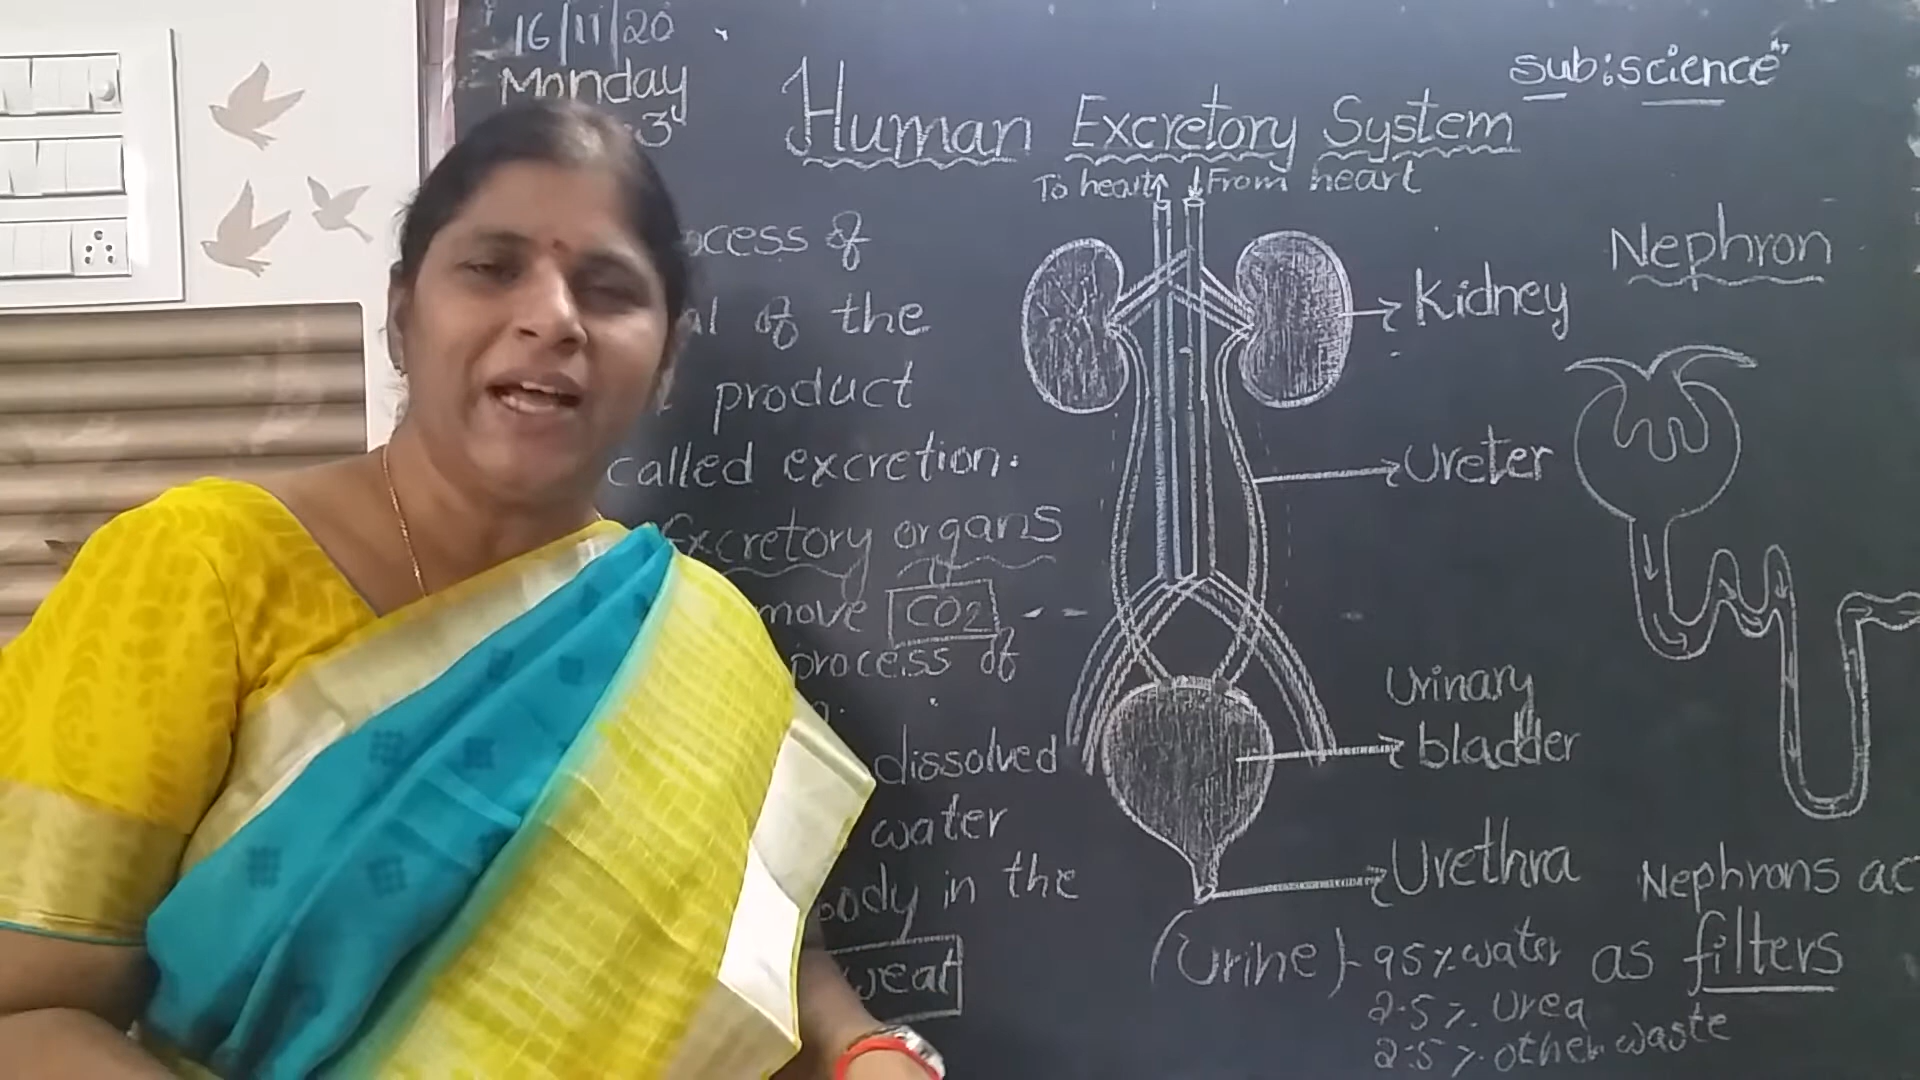 16/11/20
Monday
3
sub:science
Human Excretory System
To heart From heart
ocess of
al of the
product
called excretion.
Excretory organs
move CO2
process of
dissolved
water
body in the
weat
Kidney
Ureter
Urinary
bladder
Urethra
(Urine)-95% water
2.5%. Urea
2.5%. other waste
Nephron
Nephrons ac
as filters